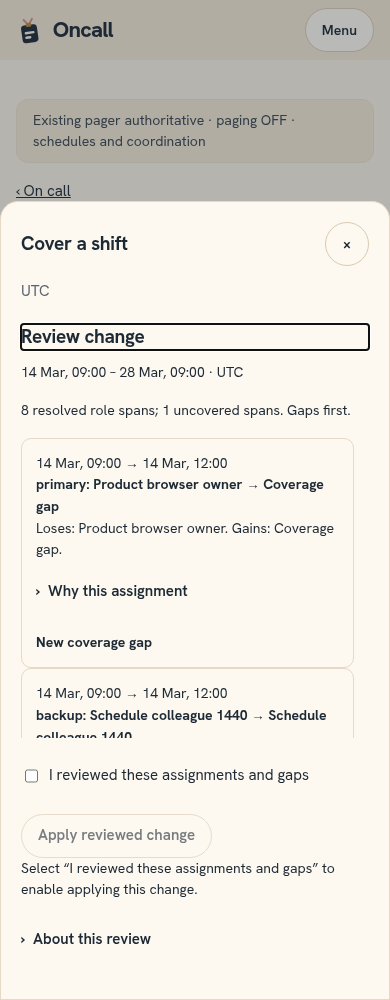 Oncall
Menu
Existing pager authoritative · paging OFF ·
schedules and coordination
‹ On call
Cover a shift
×
UTC
Review change
14 Mar, 09:00 – 28 Mar, 09:00 · UTC
8 resolved role spans; 1 uncovered spans. Gaps first.
14 Mar, 09:00 → 14 Mar, 12:00
primary: Product browser owner → Coverage
gap
Loses: Product browser owner. Gains: Coverage
gap.
› Why this assignment
New coverage gap
14 Mar, 09:00 → 14 Mar, 12:00
backup: Schedule colleague 1440 → Schedule
colleague 1440
I reviewed these assignments and gaps
Apply reviewed change
Select “I reviewed these assignments and gaps” to
enable applying this change.
› About this review